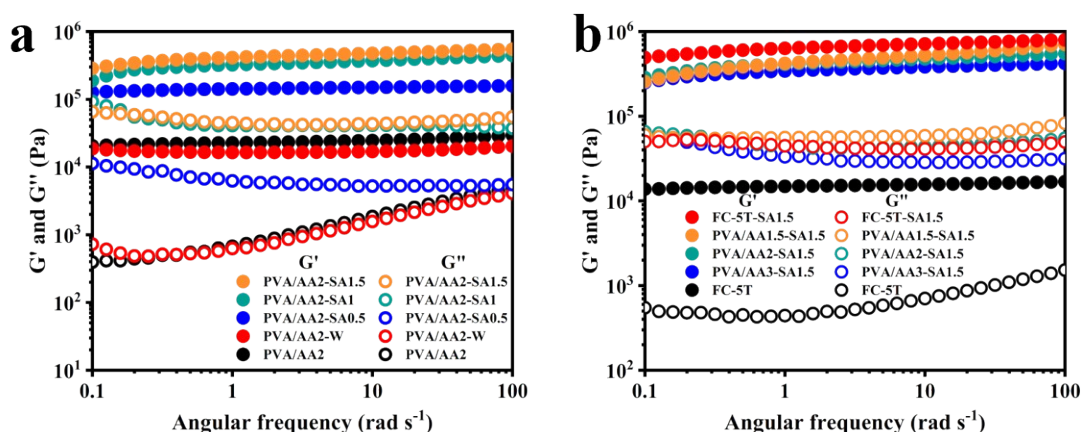 a
G' and G'' (Pa)
10⁶
10⁵
10⁴
10³
10²
10¹
G' G''
PVA/AA2-SA1.5 PVA/AA2-SA1.5
PVA/AA2-SA1 PVA/AA2-SA1
PVA/AA2-SA0.5 PVA/AA2-SA0.5
PVA/AA2-W PVA/AA2-W
PVA/AA2 PVA/AA2
0.1 1 10 100
Angular frequency (rad s⁻¹)
b
G' and G'' (Pa)
10⁶
10⁵
10⁴
10³
10²
G' G''
FC-5T-SA1.5 FC-5T-SA1.5
PVA/AA1.5-SA1.5 PVA/AA1.5-SA1.5
PVA/AA2-SA1.5 PVA/AA2-SA1.5
PVA/AA3-SA1.5 PVA/AA3-SA1.5
FC-5T FC-5T
0.1 1 10 100
Angular frequency (rad s⁻¹)